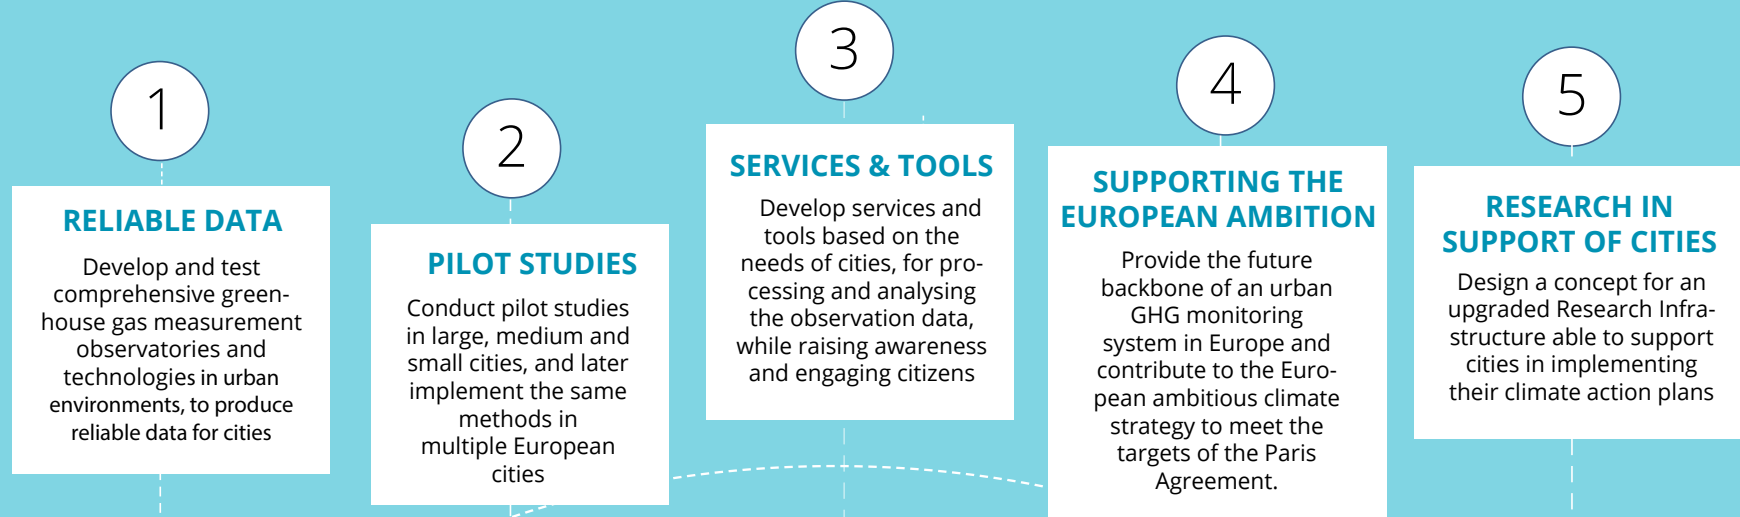 1
RELIABLE DATA
Develop and test
comprehensive green-
house gas measurement
observatories and
technologies in urban
environments, to produce
reliable data for cities
2
PILOT STUDIES
Conduct pilot studies
in large, medium and
small cities, and later
implement the same
methods in
multiple European
cities
3
SERVICES & TOOLS
Develop services and
tools based on the
needs of cities, for pro-
cessing and analysing
the observation data,
while raising awareness
and engaging citizens
4
SUPPORTING THE
EUROPEAN AMBITION
Provide the future
backbone of an urban
GHG monitoring
system in Europe and
contribute to the Euro-
pean ambitious climate
strategy to meet the
targets of the Paris
Agreement.
5
RESEARCH IN
SUPPORT OF CITIES
Design a concept for an
upgraded Research Infra-
structure able to support
cities in implementing
their climate action plans